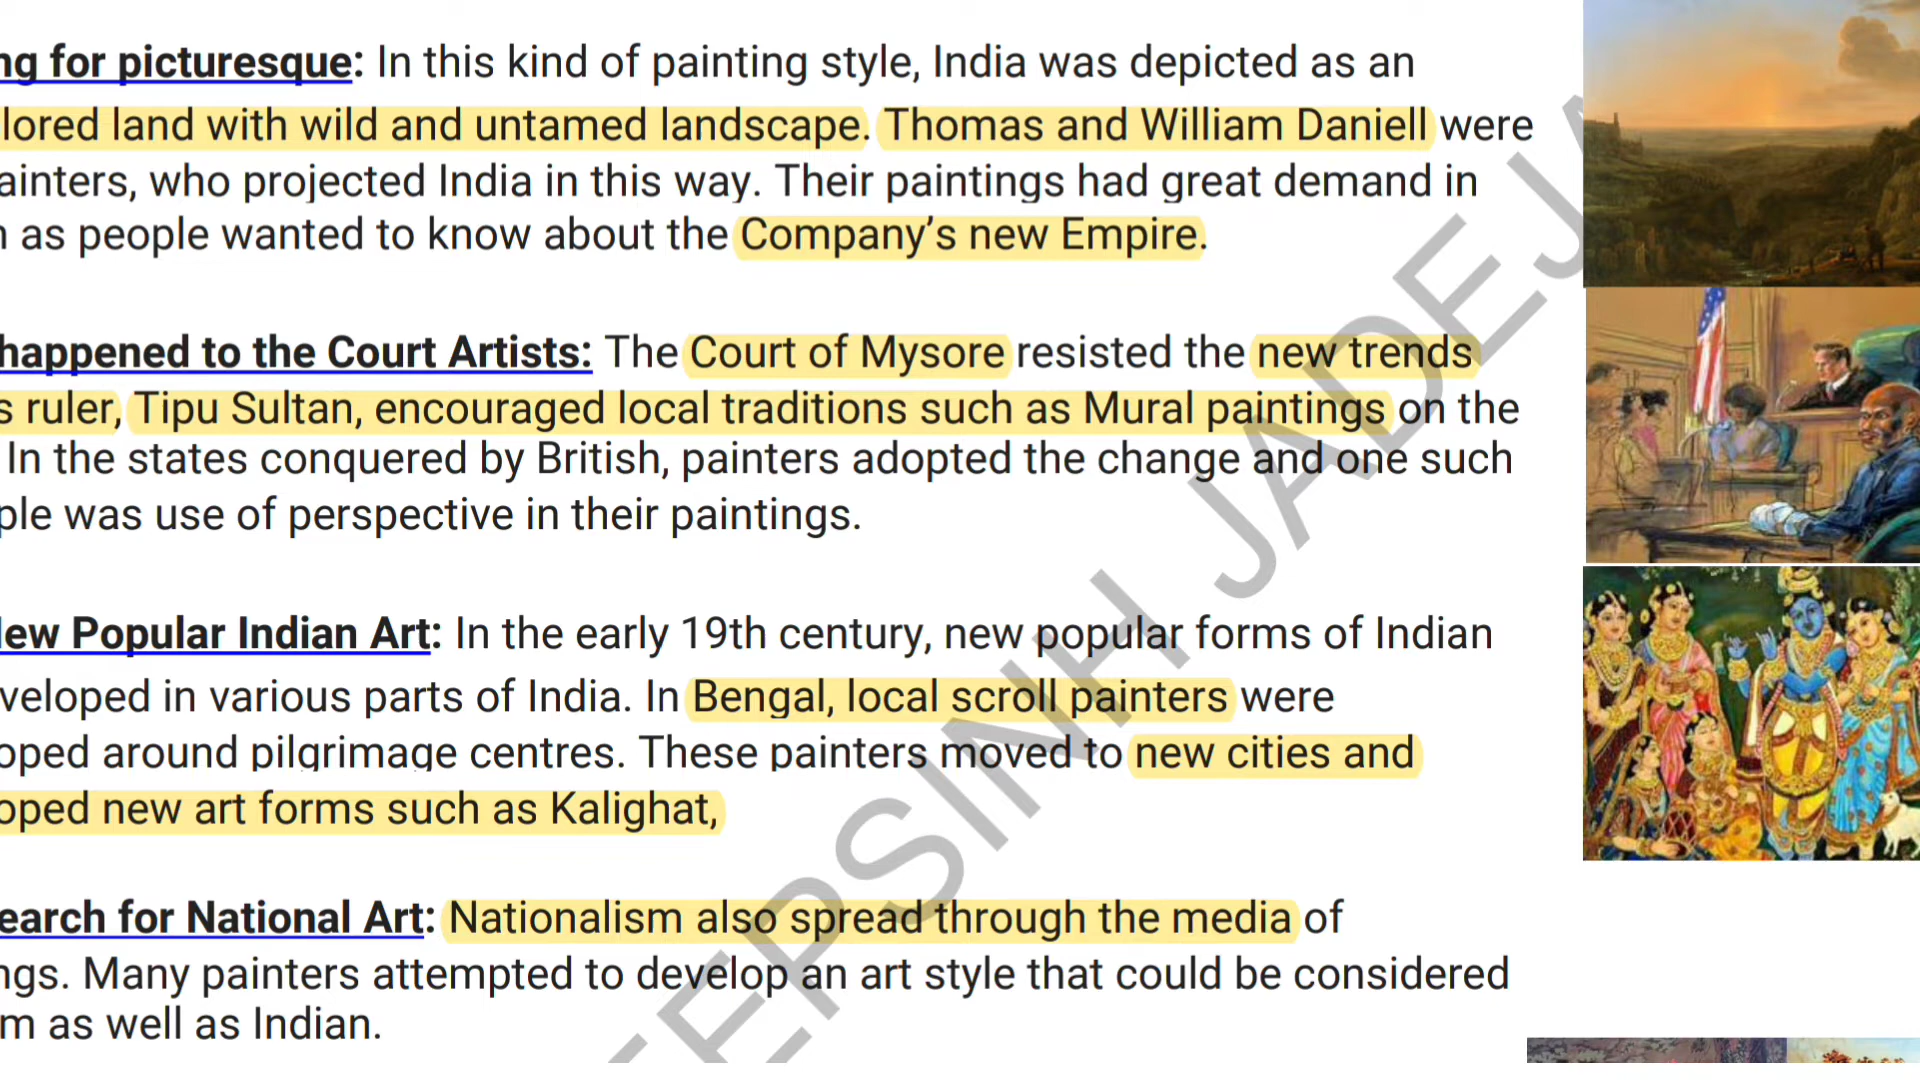 ng for picturesque: In this kind of painting style, India was depicted as an
lored land with wild and untamed landscape. Thomas and William Daniell were
ainters, who projected India in this way. Their paintings had great demand in
n as people wanted to know about the Company’s new Empire.
happened to the Court Artists: The Court of Mysore resisted the new trends
s ruler, Tipu Sultan, encouraged local traditions such as Mural paintings on the
In the states conquered by British, painters adopted the change and one such
ple was use of perspective in their paintings.
New Popular Indian Art: In the early 19th century, new popular forms of Indian
veloped in various parts of India. In Bengal, local scroll painters were
oped around pilgrimage centres. These painters moved to new cities and
oped new art forms such as Kalighat,
earch for National Art: Nationalism also spread through the media of
ngs. Many painters attempted to develop an art style that could be considered
m as well as Indian.
EEPSINH JADEJA